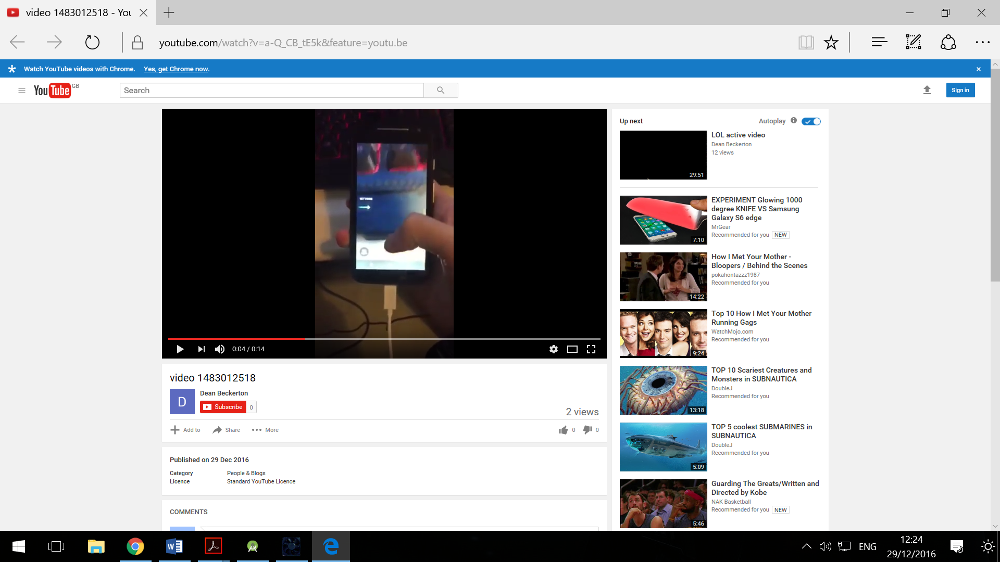 video 1483012518 - You
youtube.com/watch?v=a-Q_CB_tE5k&feature=youtu.be
Watch YouTube videos with Chrome. Yes, get Chrome now.
YouTube GB
Search
Sign in
SETTINGS
0:04 / 0:14
video 1483012518
D
Dean Beckerton
Subscribe 0
2 views
Add to Share More
0 0
Published on 29 Dec 2016
Category People & Blogs
Licence Standard YouTube Licence
COMMENTS
Up next Autoplay
29:51
LOL active video
Dean Beckerton
12 views
7:10
EXPERIMENT Glowing 1000
degree KNIFE VS Samsung
Galaxy S6 edge
MrGear
Recommended for you NEW
14:22
How I Met Your Mother -
Bloopers / Behind the Scenes
pokahontazzz1987
Recommended for you
9:24
Top 10 How I Met Your Mother
Running Gags
WatchMojo.com
Recommended for you
13:18
TOP 10 Scariest Creatures and
Monsters in SUBNAUTICA
DoubleJ
Recommended for you
5:09
TOP 5 coolest SUBMARINES in
SUBNAUTICA
DoubleJ
Recommended for you
5:46
Guarding The Greats/Written and
Directed by Kobe
NAK Basketball
Recommended for you NEW
ENG
12:24
29/12/2016